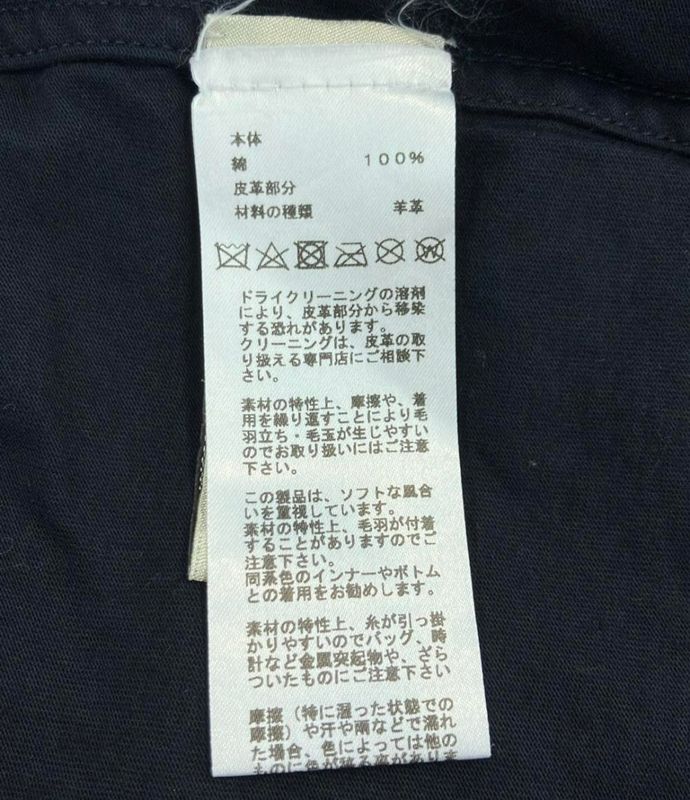 本体
綿 100%
皮革部分
材料の種類 羊革
ドライクリーニングの溶剤
により、皮革部分から移染
する恐れがあります。
クリーニングは、皮革の取
り扱える専門店にご相談下
さい。
素材の特性上、摩擦や、着
用を繰り返すことにより毛
羽立ち・毛玉が生じやすい
のでお取り扱いにはご注意
下さい。
この製品は、ソフトな風合
いを重視しています。
素材の特性上、毛羽が付着
することがありますのでご
注意下さい。
同系色のインナーやボトム
との着用をお勧めします。
素材の特性上、糸が引っ掛
かりやすいのでバッグ、時
計など金属突起物や、ざら
ついたものにご注意下さい
摩擦（特に湿った状態での
摩擦）や汗や雨などで濡れ
た場合、色によっては他の
ものに色が移る事がありま